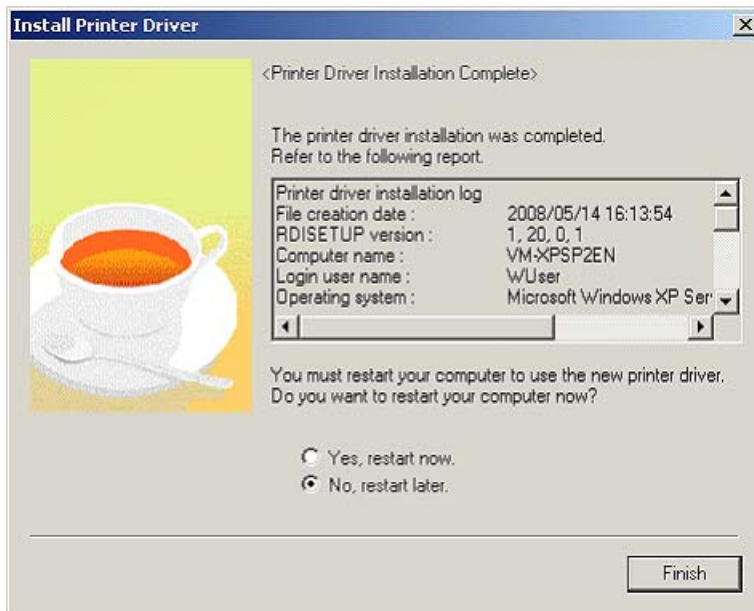 Install Printer Driver
<Printer Driver Installation Complete>
The printer driver installation was completed.
Refer to the following report.
Printer driver installation log
File creation date : 2008/05/14 16:13:54
RDISETUP version : 1, 20, 0, 1
Computer name : VM-XPSP2EN
Login user name : WUser
Operating system : Microsoft Windows XP Ser
You must restart your computer to use the new printer driver.
Do you want to restart your computer now?
Yes, restart now.
No, restart later.
Finish